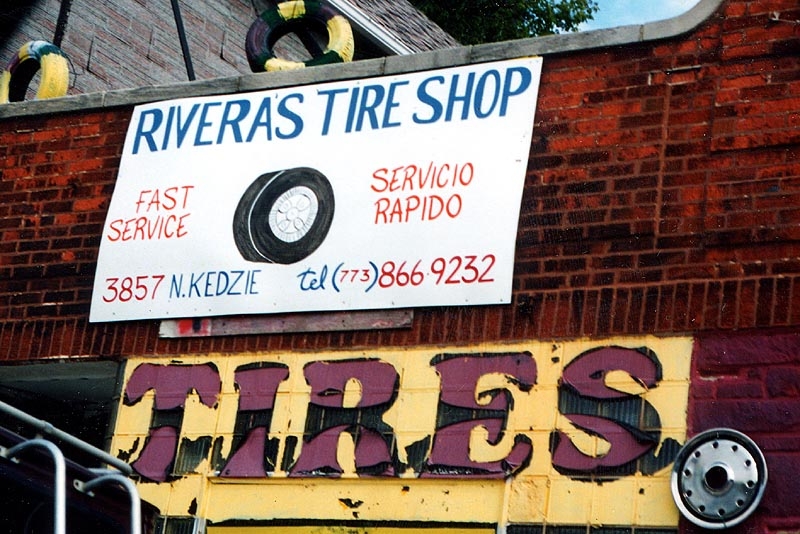 RIVERA'S TIRE SHOP
FAST
SERVICE
SERVICIO
RAPIDO
3857 N. KEDZIE tel (773) 866-9232
TIRES